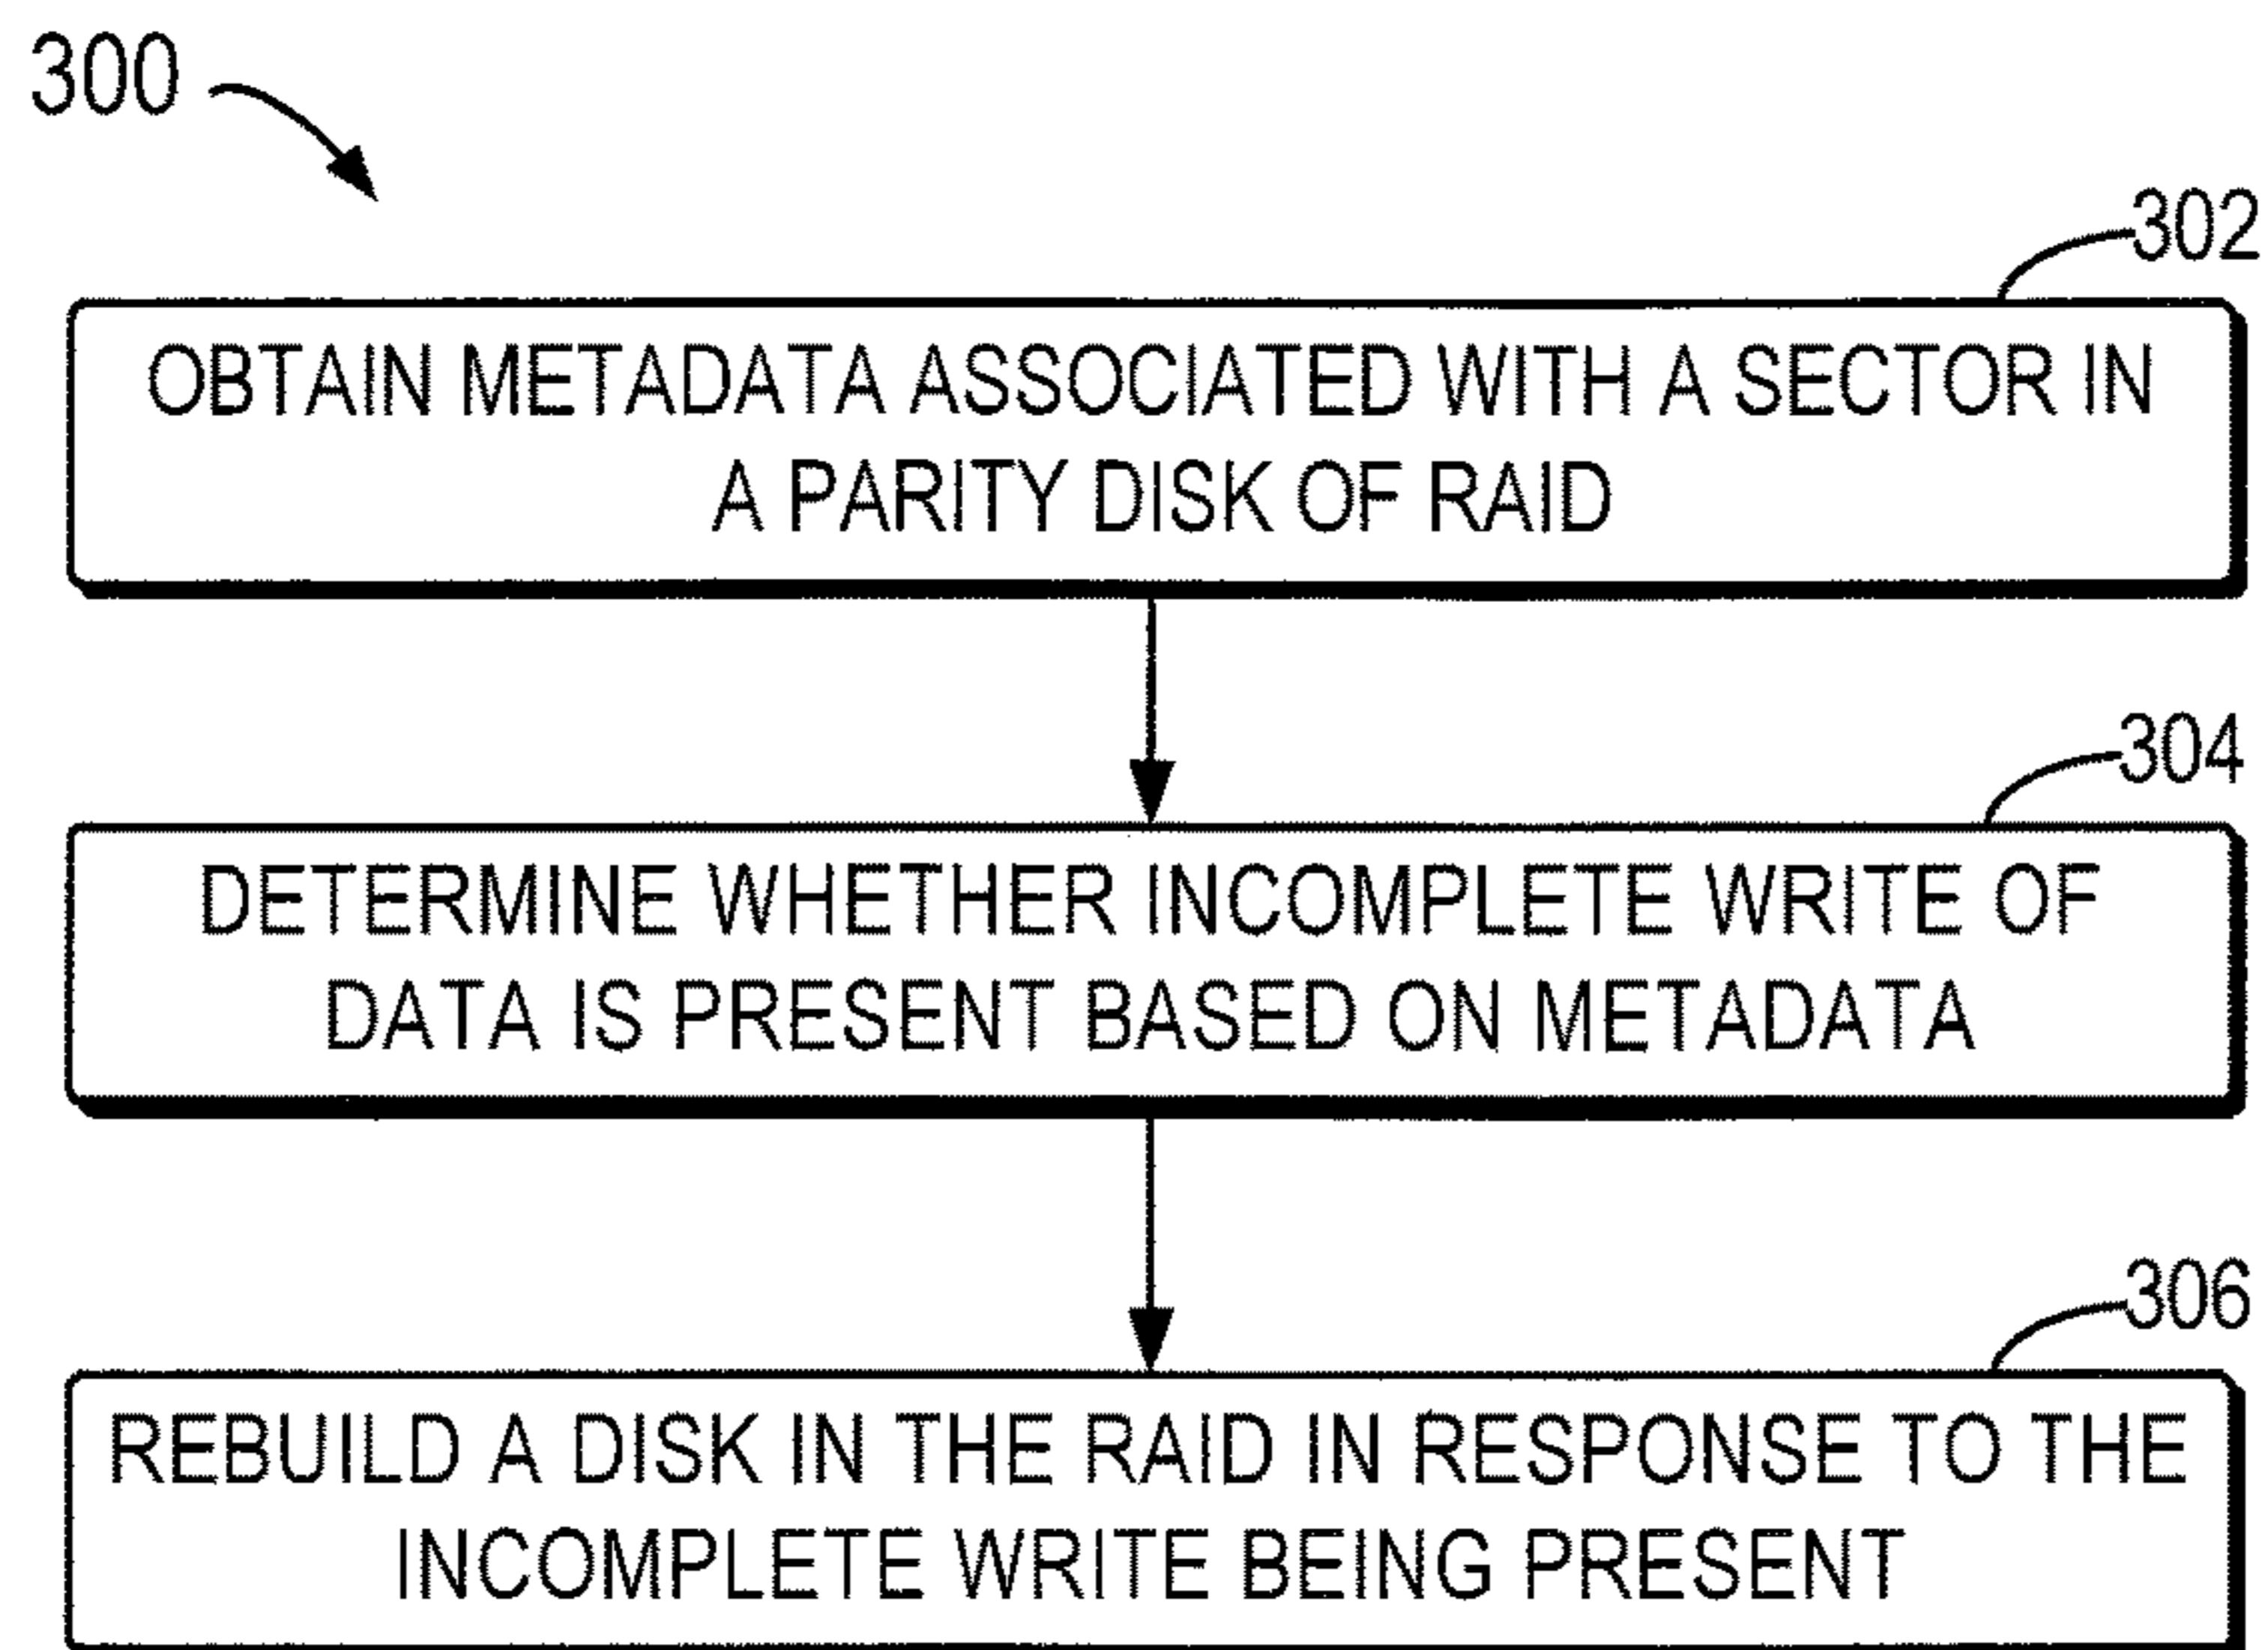 300
302
OBTAIN METADATA ASSOCIATED WITH A SECTOR IN
A PARITY DISK OF RAID
304
DETERMINE WHETHER INCOMPLETE WRITE OF
DATA IS PRESENT BASED ON METADATA
306
REBUILD A DISK IN THE RAID IN RESPONSE TO THE
INCOMPLETE WRITE BEING PRESENT